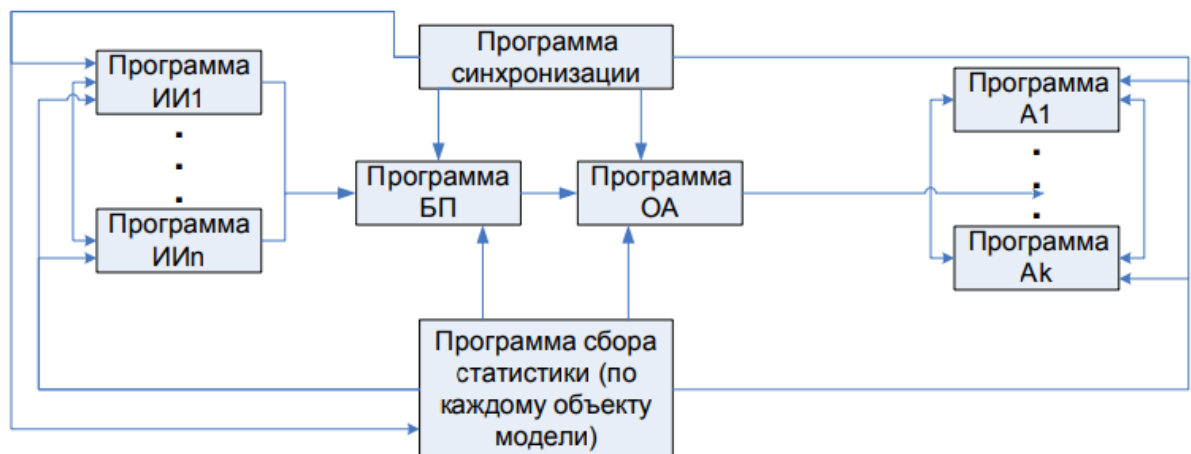 Программа
синхронизации
Программа
ИИ1
Программа
А1
Программа
БП
Программа
ОА
Программа
ИИn
Программа
Аk
Программа сбора
статистики (по
каждому объекту
модели)